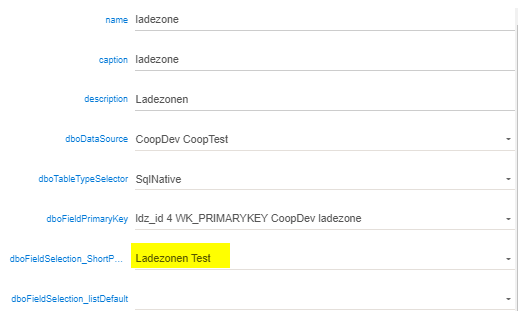 name ladezone
caption ladezone
description Ladezonen
dboDataSource CoopDev CoopTest
dboTableTypeSelector SqlNative
dboFieldPrimaryKey ldz_id 4 WK_PRIMARYKEY CoopDev ladezone
dboFieldSelection_ShortP... Ladezonen Test
dboFieldSelection_listDefault